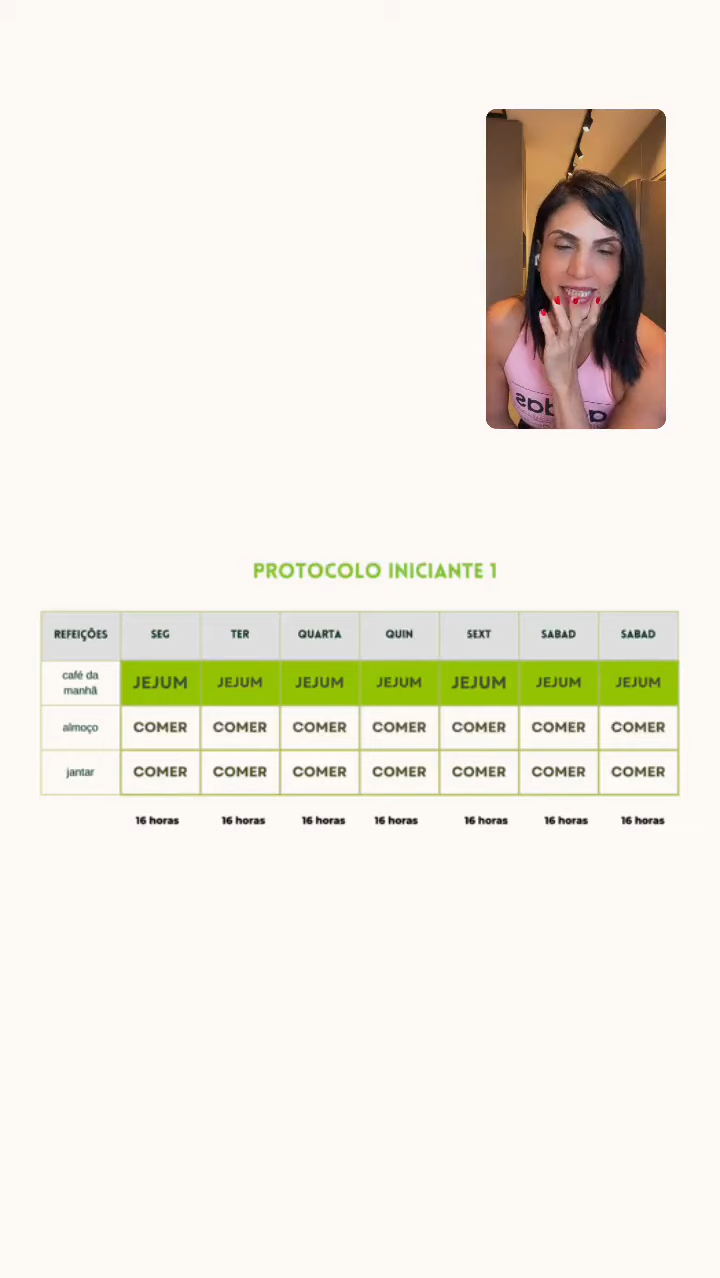 PROTOCOLO INICIANTE 1
REFEIÇÕES SEG TER QUARTA QUIN SEXT SABAD SABAD
café da manhã JEJUM JEJUM JEJUM JEJUM JEJUM JEJUM JEJUM
almoço COMER COMER COMER COMER COMER COMER COMER
jantar COMER COMER COMER COMER COMER COMER COMER
16 horas 16 horas 16 horas 16 horas 16 horas 16 horas 16 horas